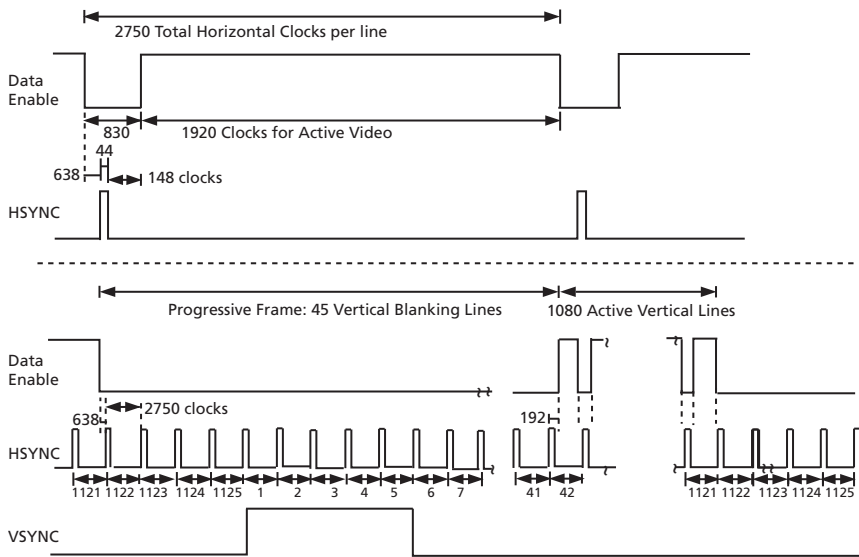 2750 Total Horizontal Clocks per line
Data
Enable
830
1920 Clocks for Active Video
44
638
148 clocks
HSYNC
Progressive Frame: 45 Vertical Blanking Lines
1080 Active Vertical Lines
Data
Enable
638
2750 clocks
192
HSYNC
1121 1122 1123 1124 1125 1 2 3 4 5 6 7 41 42 1121 1122 1123 1124 1125
VSYNC